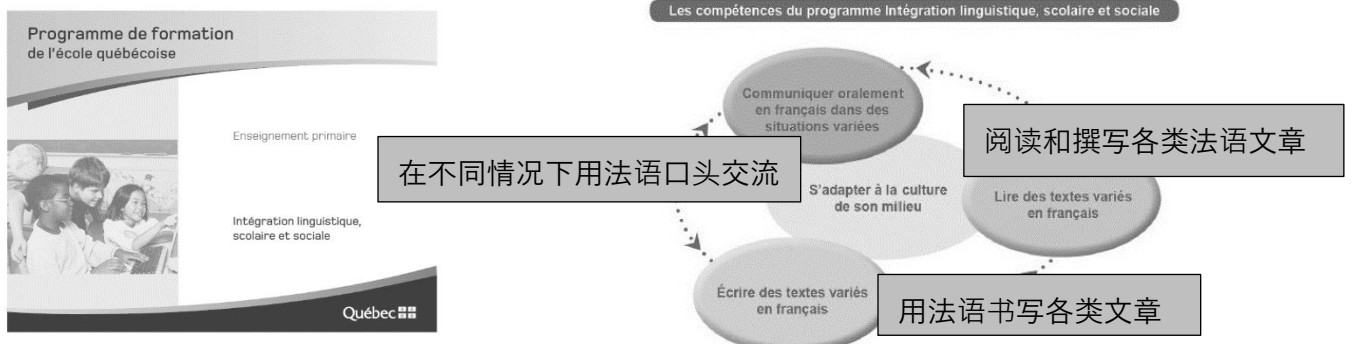 Programme de formation
de l'école québécoise
Enseignement primaire
Intégration linguistique,
scolaire et sociale
Québec
Les compétences du programme Intégration linguistique, scolaire et sociale
Communiquer oralement
en français dans des
situations variées
在不同情况下用法语口头交流
阅读和撰写各类法语文章
S'adapter à la culture
de son milieu
Lire des textes variés
en français
Écrire des textes variés
en français
用法语书写各类文章